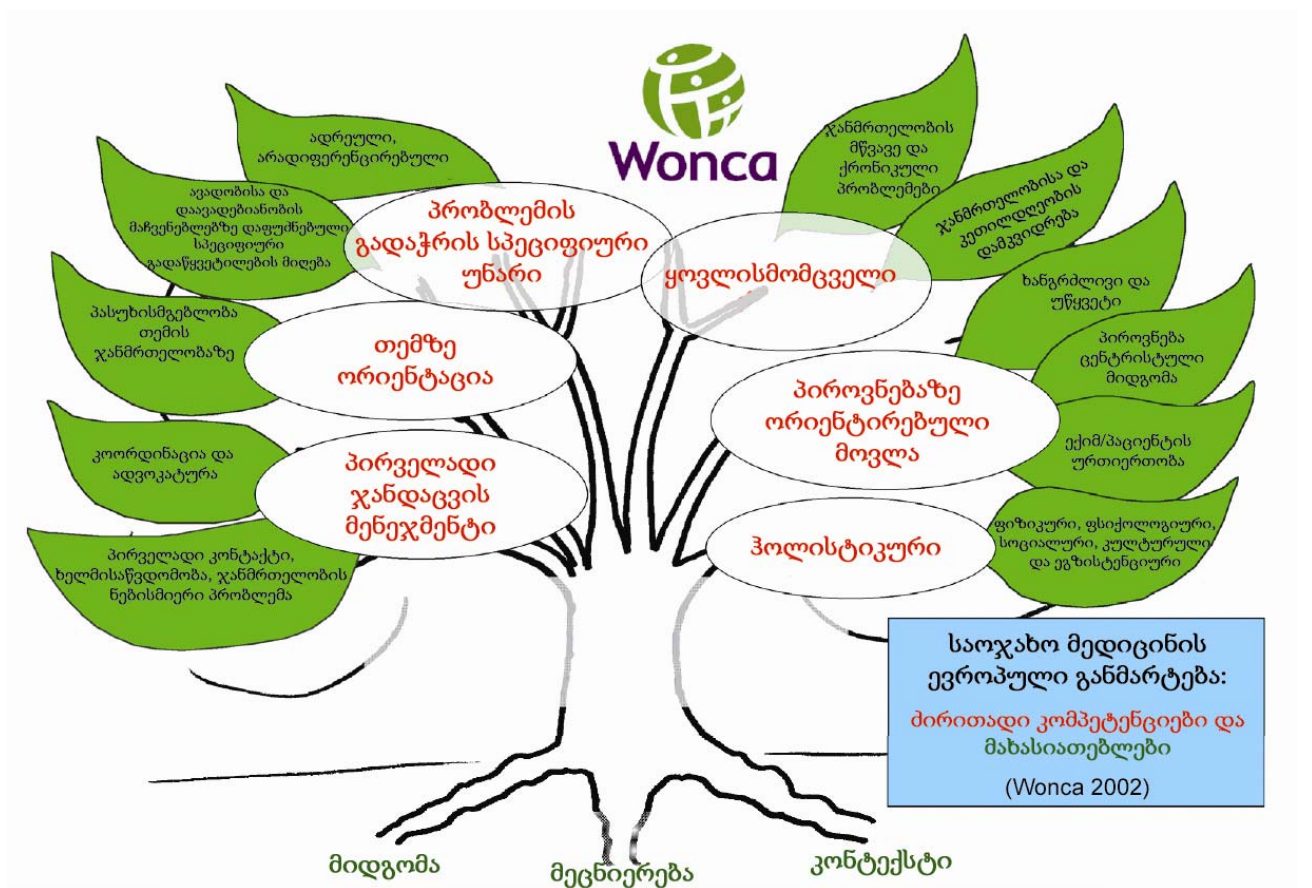 Wonca
ადრეული,
არადიფერენცირებული
ავადობისა და
დაავადებიანობის
მაჩვენებლებზე დაფუძნებული
სპეციფიური
გადაწყვეტილების მიღება
პასუხისმგებლობა
თემის
ჯანმრთელობაზე
კოორდინაცია და
ადვოკატურა
პირველადი კონტაქტი,
ხელმისაწვდომობა, ჯანმრთელობის
ნებისმიერი პრობლემა
პრობლემის
გადაჭრის სპეციფიური
უნარი
თემზე
ორიენტაცია
პირველადი
ჯანდაცვის
მენეჯმენტი
ყოვლისმომცველი
პიროვნებაზე
ორიენტირებული
მოვლა
ჰოლისტიკური
ჯანმრთელობის
მწვავე და
ქრონიკული
პრობლემები
ჯანმრთელობისა და
კეთილდღეობის
დამკვიდრება
ხანგრძლივი და
უწყვეტი
პიროვნება
ცენტრისტული
მიდგომა
ექიმ/პაციენტის
ურთიერთობა
ფიზიკური, ფსიქოლოგიური,
სოციალური, კულტურული
და ეგზისტენციური
საოჯახო მედიცინის
ევროპული განმარტება:
ძირითადი კომპეტენციები და
მახასიათებლები
(Wonca 2002)
მიდგომა
მეცნიერება
კონტექსტი